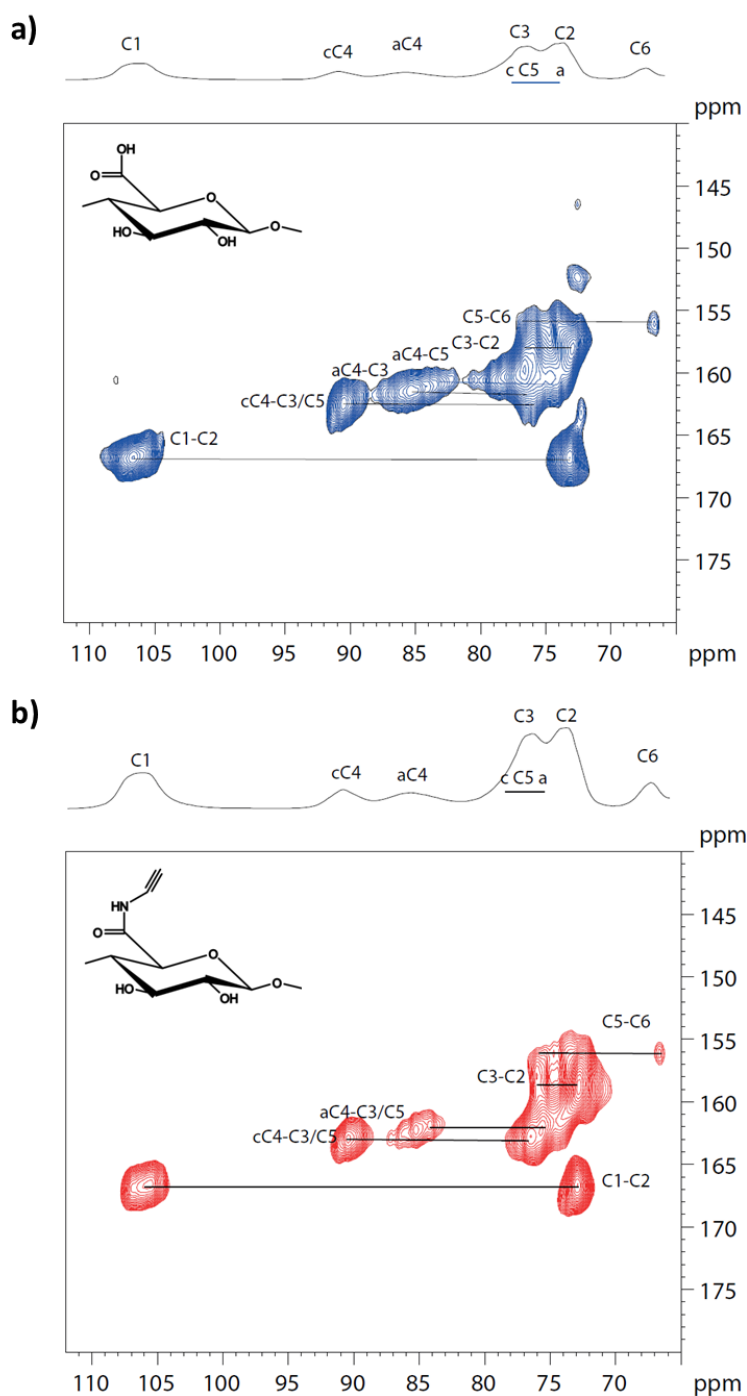 a)
C1
cC4
aC4
C3
C2
c C5 a
C6
ppm
OH
O
O
HO
OH
O
145
150
155
160
165
170
175
C5-C6
C3-C2
aC4-C5
aC4-C3
cC4-C3/C5
C1-C2
110 105 100 95 90 85 80 75 70 ppm
b)
C1
cC4
aC4
C3
C2
c C5 a
C6
ppm
HN
O
O
HO
OH
O
145
150
155
160
165
170
175
C5-C6
C3-C2
aC4-C3/C5
cC4-C3/C5
C1-C2
110 105 100 95 90 85 80 75 70 ppm